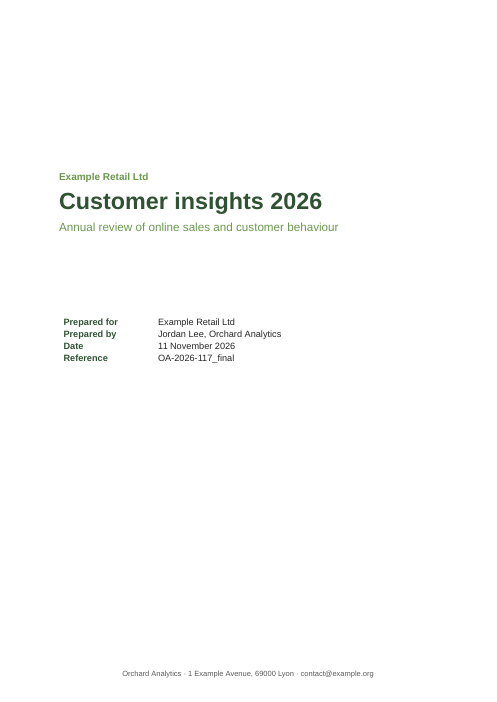 Example Retail Ltd
Customer insights 2026
Annual review of online sales and customer behaviour
Prepared for Example Retail Ltd
Prepared by Jordan Lee, Orchard Analytics
Date 11 November 2026
Reference OA-2026-117_final
Orchard Analytics · 1 Example Avenue, 69000 Lyon · contact@example.org